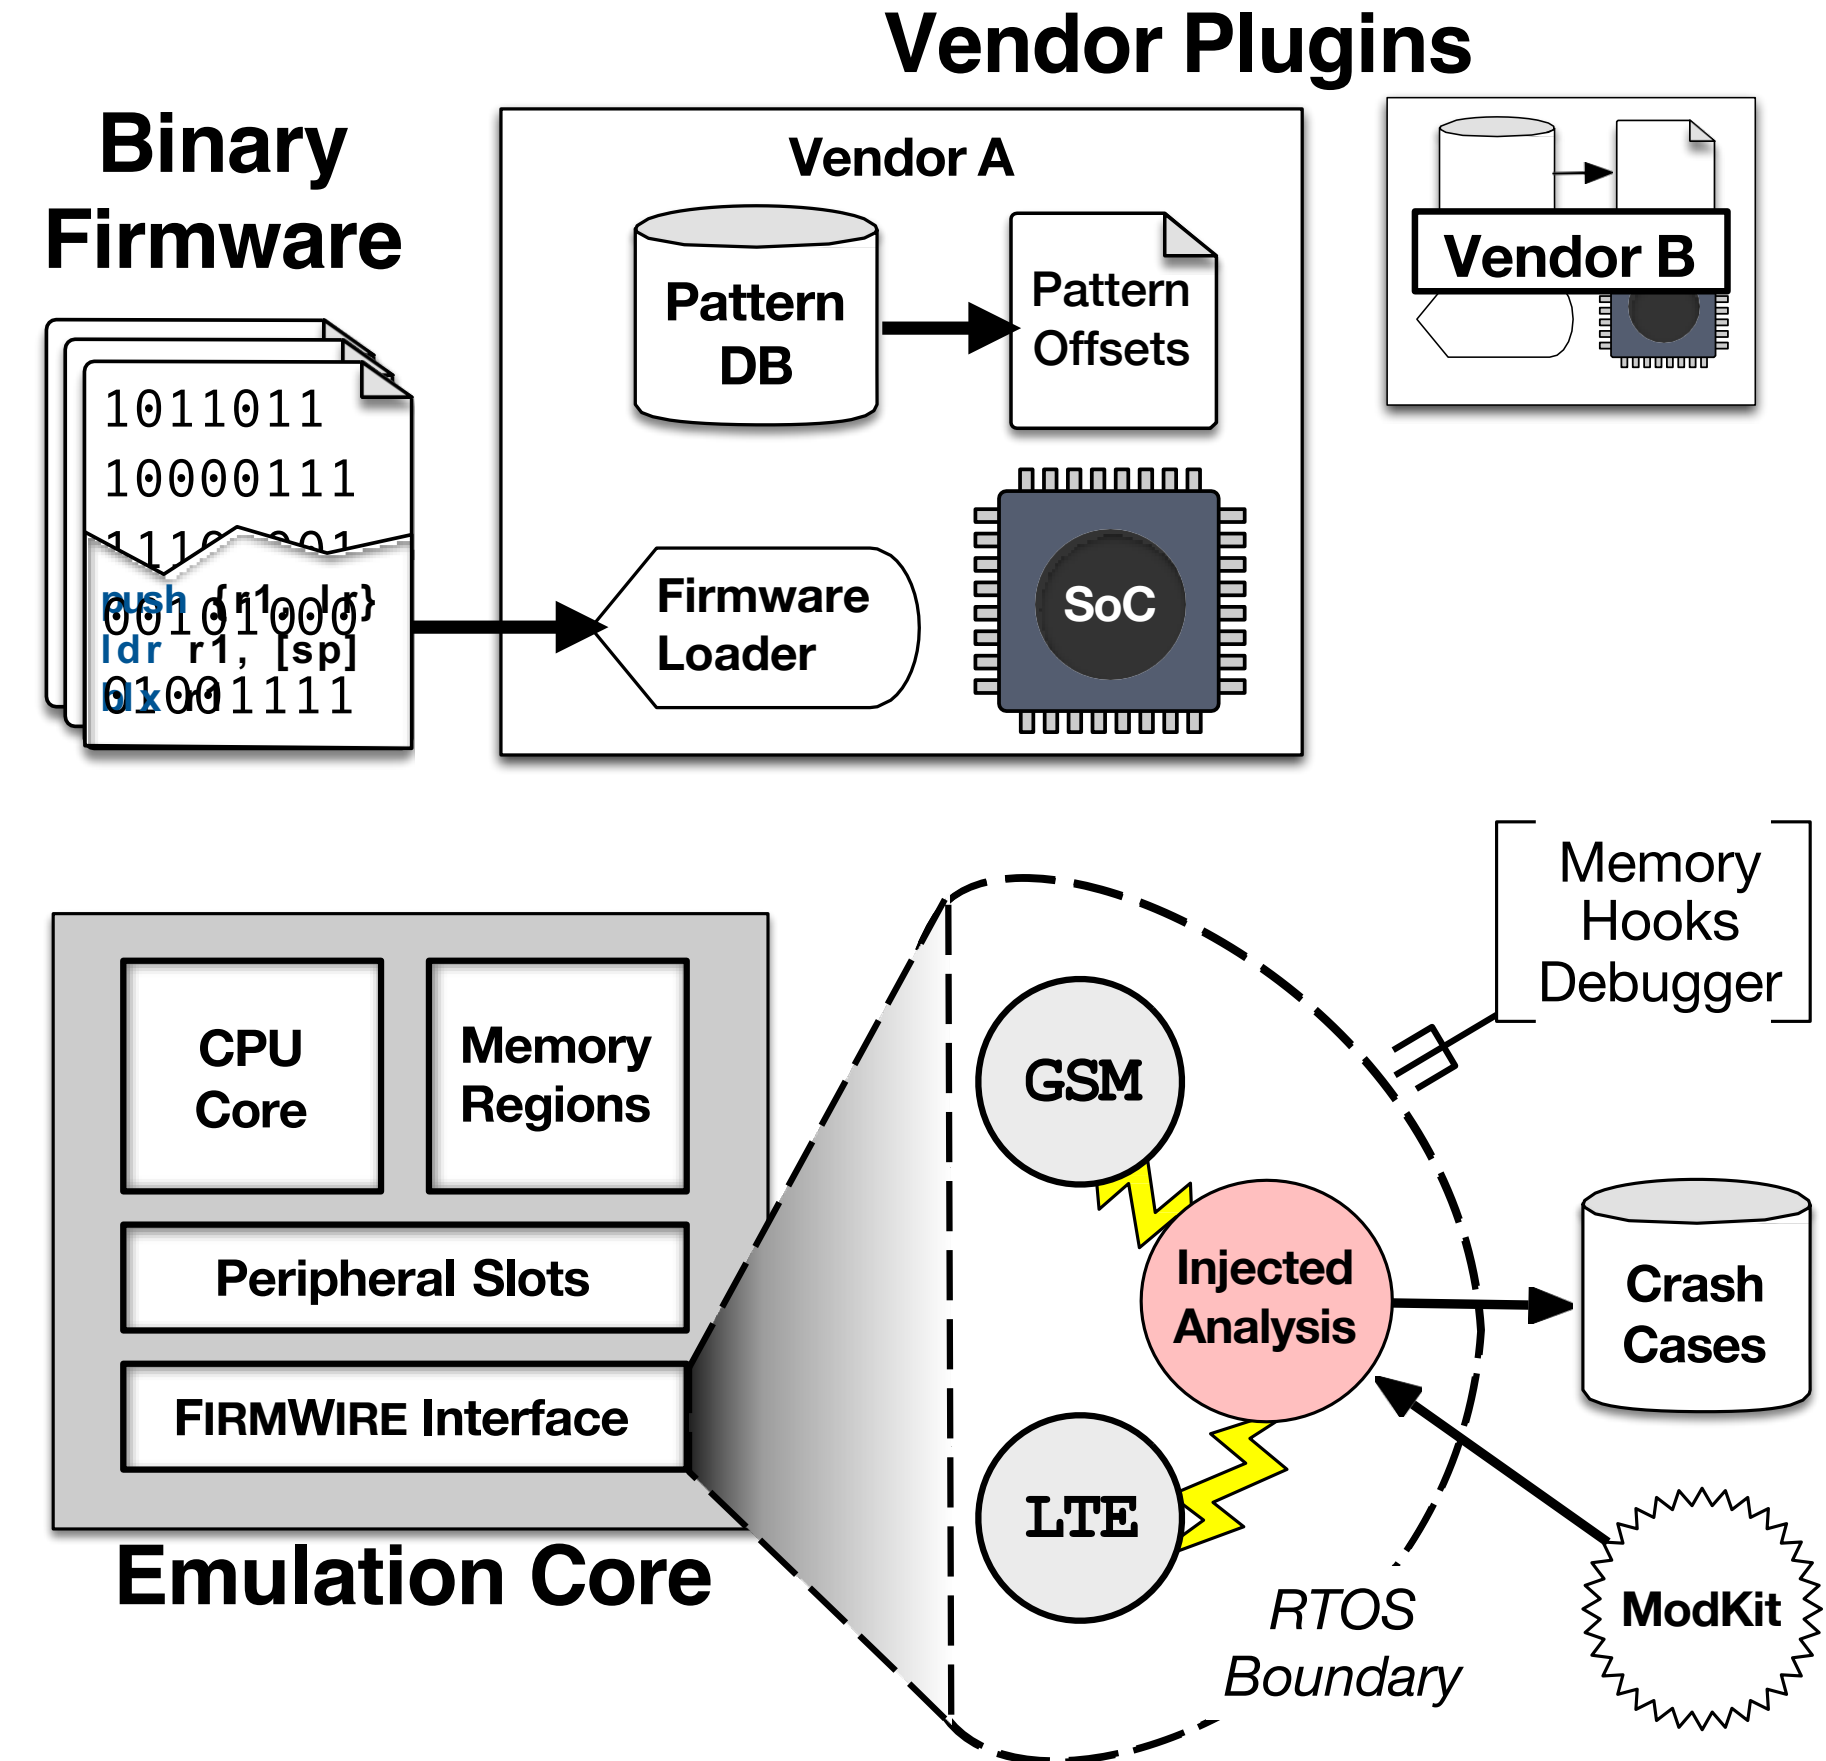 Vendor Plugins
Binary
Firmware
Vendor A
Pattern
DB
Pattern
Offsets
Vendor B
1011011
10000111
push {r1, lr}
00101000
ldr r1, [sp]
blx r1
01001111
Firmware
Loader
SoC
Memory
Hooks
Debugger
CPU
Core
Memory
Regions
Peripheral Slots
FIRMWIRE Interface
Emulation Core
GSM
Injected
Analysis
LTE
Crash
Cases
ModKit
RTOS
Boundary